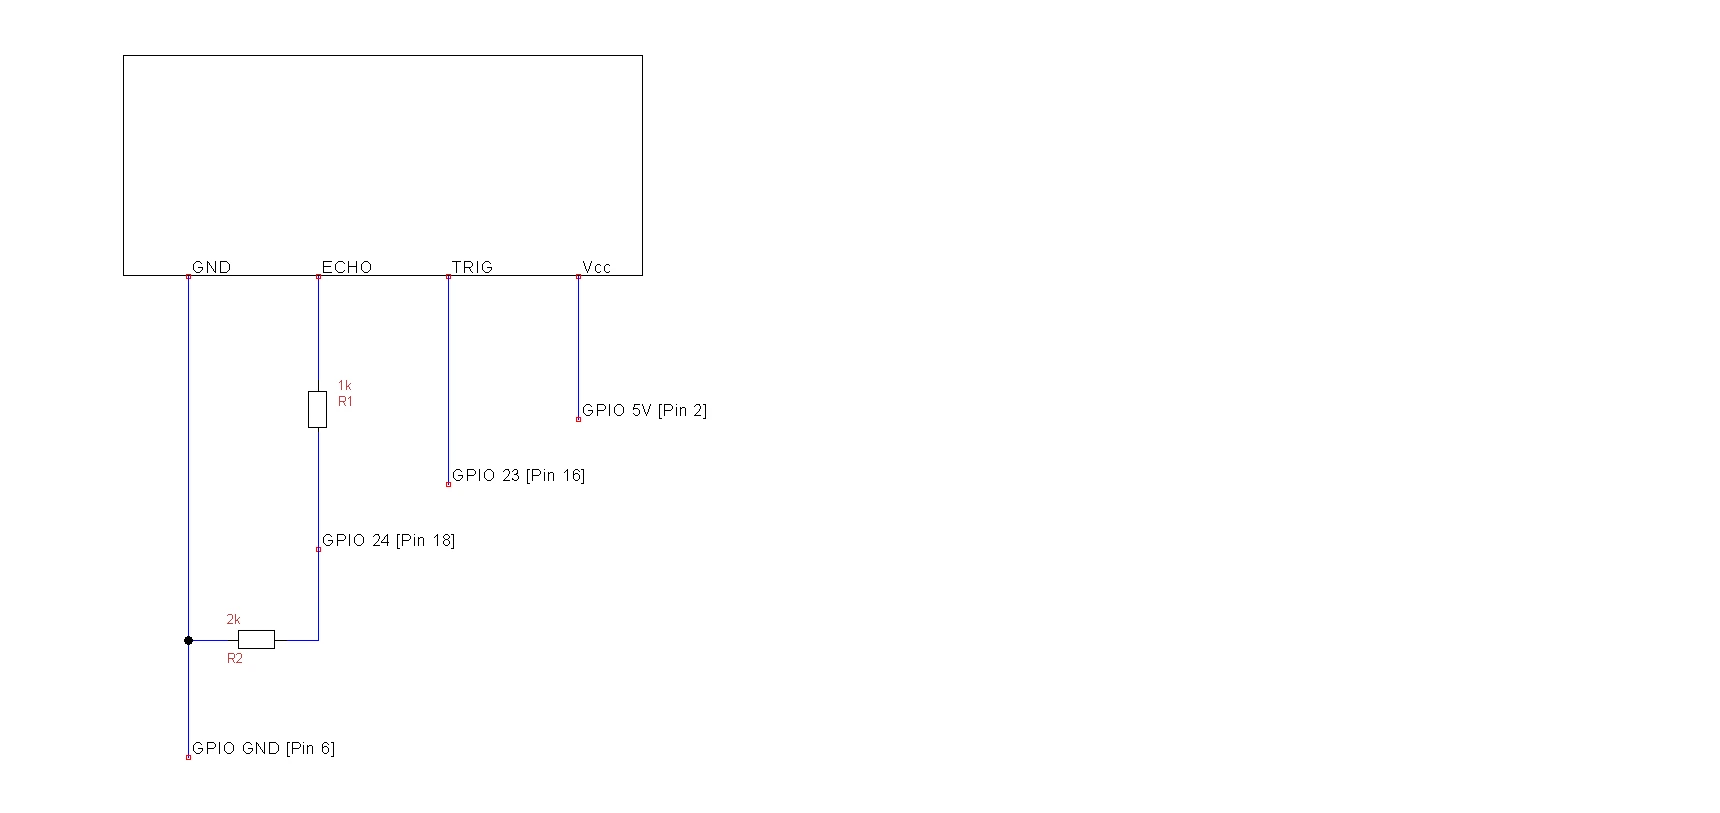 GND
ECHO
TRIG
Vcc
1k
R1
GPIO 5V [Pin 2]
GPIO 23 [Pin 16]
GPIO 24 [Pin 18]
2k
R2
GPIO GND [Pin 6]